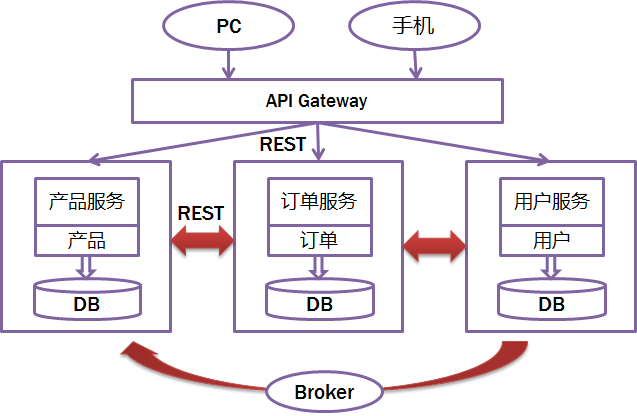 PC
手机
API Gateway
REST
产品服务
产品
DB
REST
订单服务
订单
DB
用户服务
用户
DB
Broker